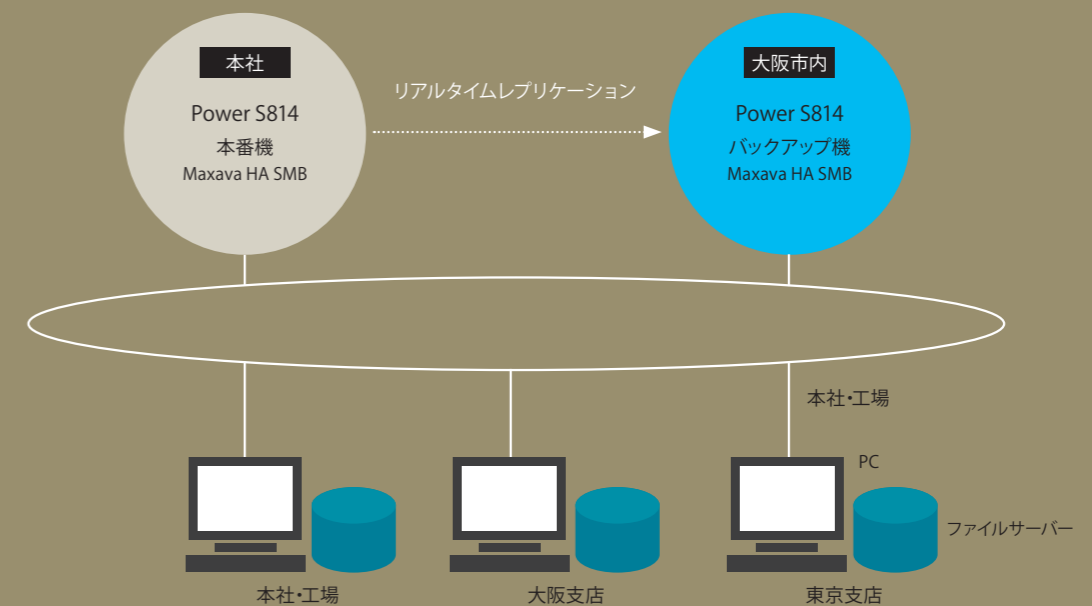 本社
Power S814
本番機
Maxava HA SMB
リアルタイムレプリケーション
大阪市内
Power S814
バックアップ機
Maxava HA SMB
本社・工場
PC
ファイルサーバー
本社・工場
大阪支店
東京支店